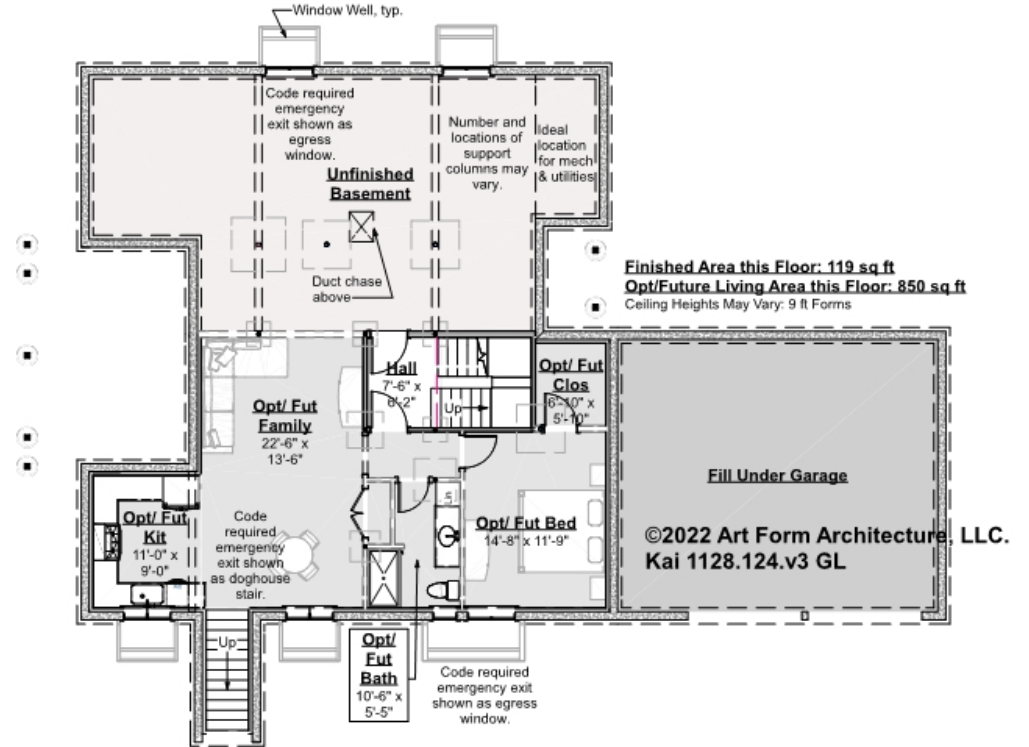 Window Well, typ.
Code required
emergency
exit shown as
egress
window.
Number and
locations of
support
columns may
vary.
Ideal
location
for mech
& utilities
Unfinished
Basement
Duct chase
above
Finished Area this Floor: 119 sq ft
Opt/Future Living Area this Floor: 850 sq ft
Ceiling Heights May Vary: 9 ft Forms
Hall
7'-6" x
6'-2"
Up
Opt/ Fut
Clos
6'-10" x
5'-10"
Opt/ Fut
Family
22'-6" x
13'-6"
Fill Under Garage
Opt/ Fut
Kit
11'-0" x
9'-0"
Code
required
emergency
exit shown
as doghouse
stair.
Lin
Opt/ Fut Bed
14'-8" x 11'-9"
©2022 Art Form Architecture, LLC.
Kai 1128.124.v3 GL
Up
Opt/
Fut
Bath
10'-6" x
5'-5"
Code required
emergency exit
shown as egress
window.